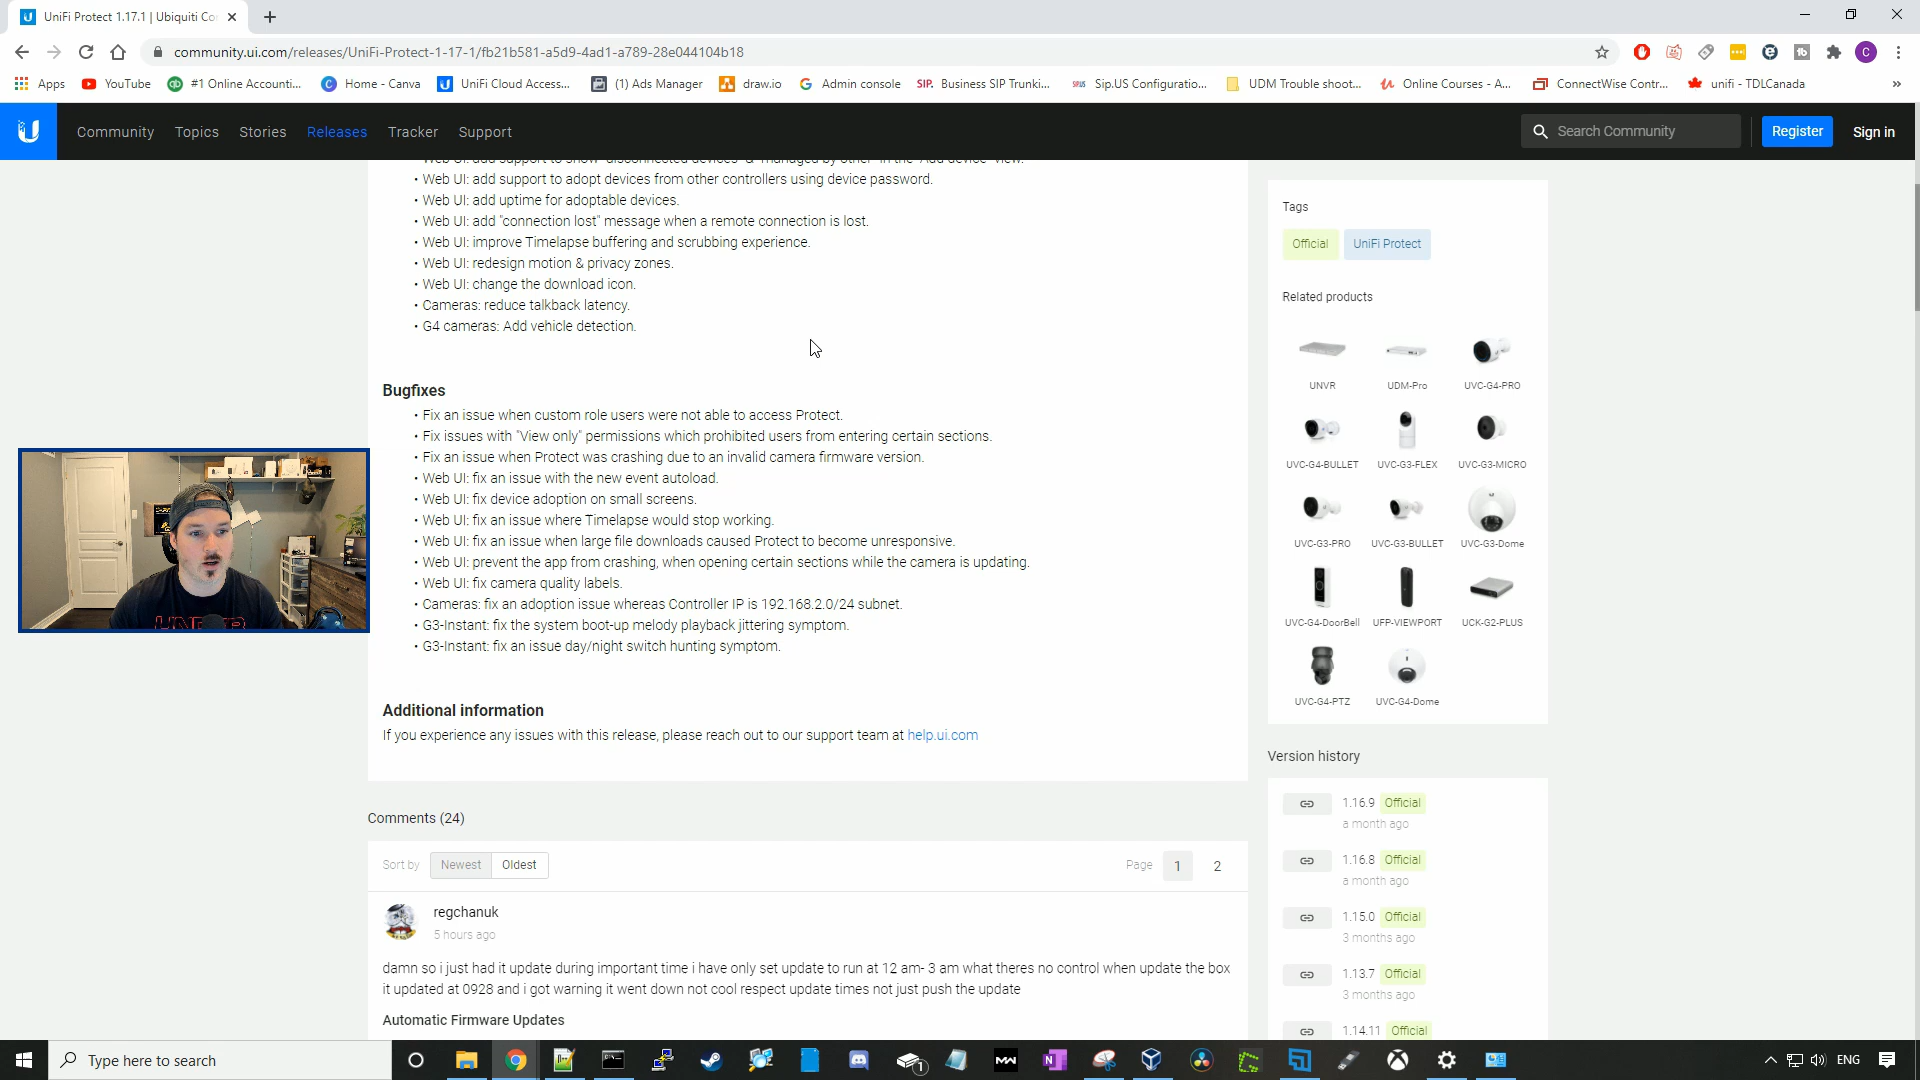 UniFi Protect 1.17.1 | Ubiquiti Co
community.ui.com/releases/UniFi-Protect-1-17-1/fb21b581-a5d9-4ad1-a789-28e044104b18
Apps YouTube #1 Online Accounti... Home - Canva UniFi Cloud Access... (1) Ads Manager draw.io Admin console SIP. Business SIP Trunki... Sip.US Configuratio... UDM Trouble shoot... Online Courses - A... ConnectWise Contr... unifi - TDLCanada »
Community Topics Stories Releases Tracker Support Search Community Register Sign in
Web UI: add support to show "disconnected devices" & "managed by other" in the "Add device" view.
• Web UI: add support to adopt devices from other controllers using device password.
• Web UI: add uptime for adoptable devices.
• Web UI: add "connection lost" message when a remote connection is lost.
• Web UI: improve Timelapse buffering and scrubbing experience.
• Web UI: redesign motion & privacy zones.
• Web UI: change the download icon.
• Cameras: reduce talkback latency.
• G4 cameras: Add vehicle detection.
Bugfixes
• Fix an issue when custom role users were not able to access Protect.
• Fix issues with "View only" permissions which prohibited users from entering certain sections.
• Fix an issue when Protect was crashing due to an invalid camera firmware version.
• Web UI: fix an issue with the new event autoload.
• Web UI: fix device adoption on small screens.
• Web UI: fix an issue where Timelapse would stop working.
• Web UI: fix an issue when large file downloads caused Protect to become unresponsive.
• Web UI: prevent the app from crashing, when opening certain sections while the camera is updating.
• Web UI: fix camera quality labels.
• Cameras: fix an adoption issue whereas Controller IP is 192.168.2.0/24 subnet.
• G3-Instant: fix the system boot-up melody playback jittering symptom.
• G3-Instant: fix an issue day/night switch hunting symptom.
Additional information
If you experience any issues with this release, please reach out to our support team at help.ui.com
Comments (24)
Sort by Newest Oldest Page 1 2
regchanuk
5 hours ago
damn so i just had it update during important time i have only set update to run at 12 am- 3 am what theres no control when update the box
it updated at 0928 and i got warning it went down not cool respect update times not just push the update
Automatic Firmware Updates
Tags
Official UniFi Protect
Related products
UNVR UDM-Pro UVC-G4-PRO
UVC-G4-BULLET UVC-G3-FLEX UVC-G3-MICRO
UVC-G3-PRO UVC-G3-BULLET UVC-G3-Dome
UVC-G4-DoorBell UFP-VIEWPORT UCK-G2-PLUS
UVC-G4-PTZ UVC-G4-Dome
Version history
1.16.9 Official
a month ago
1.16.8 Official
a month ago
1.15.0 Official
3 months ago
1.13.7 Official
3 months ago
1.14.11 Official
Type here to search
ENG